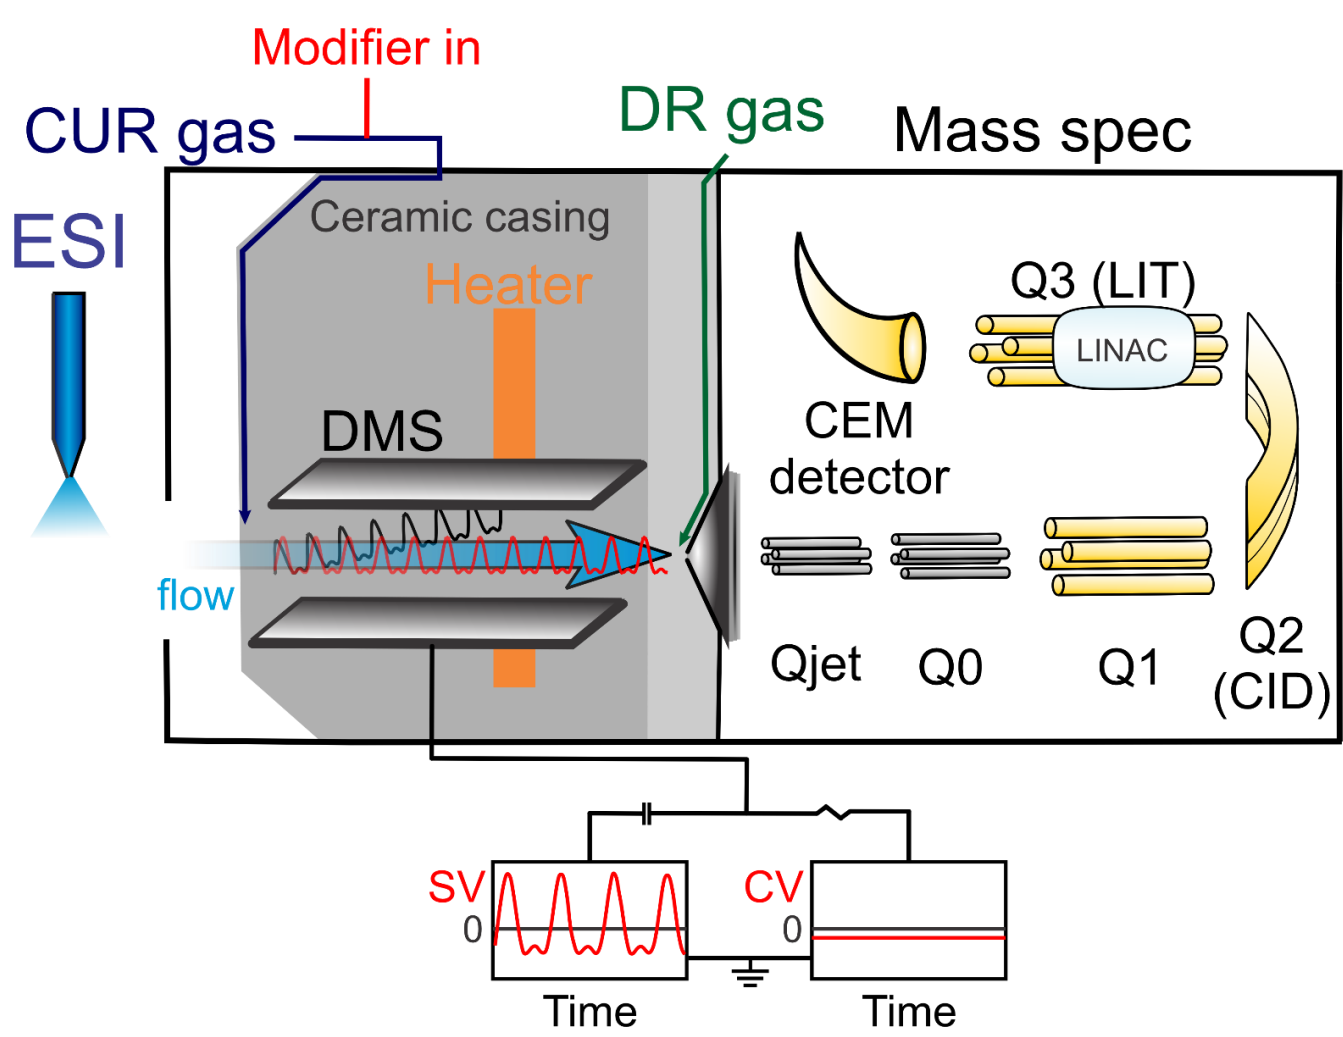 Modifier in
CUR gas
DR gas
Mass spec
ESI
Ceramic casing
Heater
Q3 (LIT)
LINAC
DMS
CEM
detector
flow
Qjet
Q0
Q1
Q2
(CID)
SV
0
CV
0
Time
Time